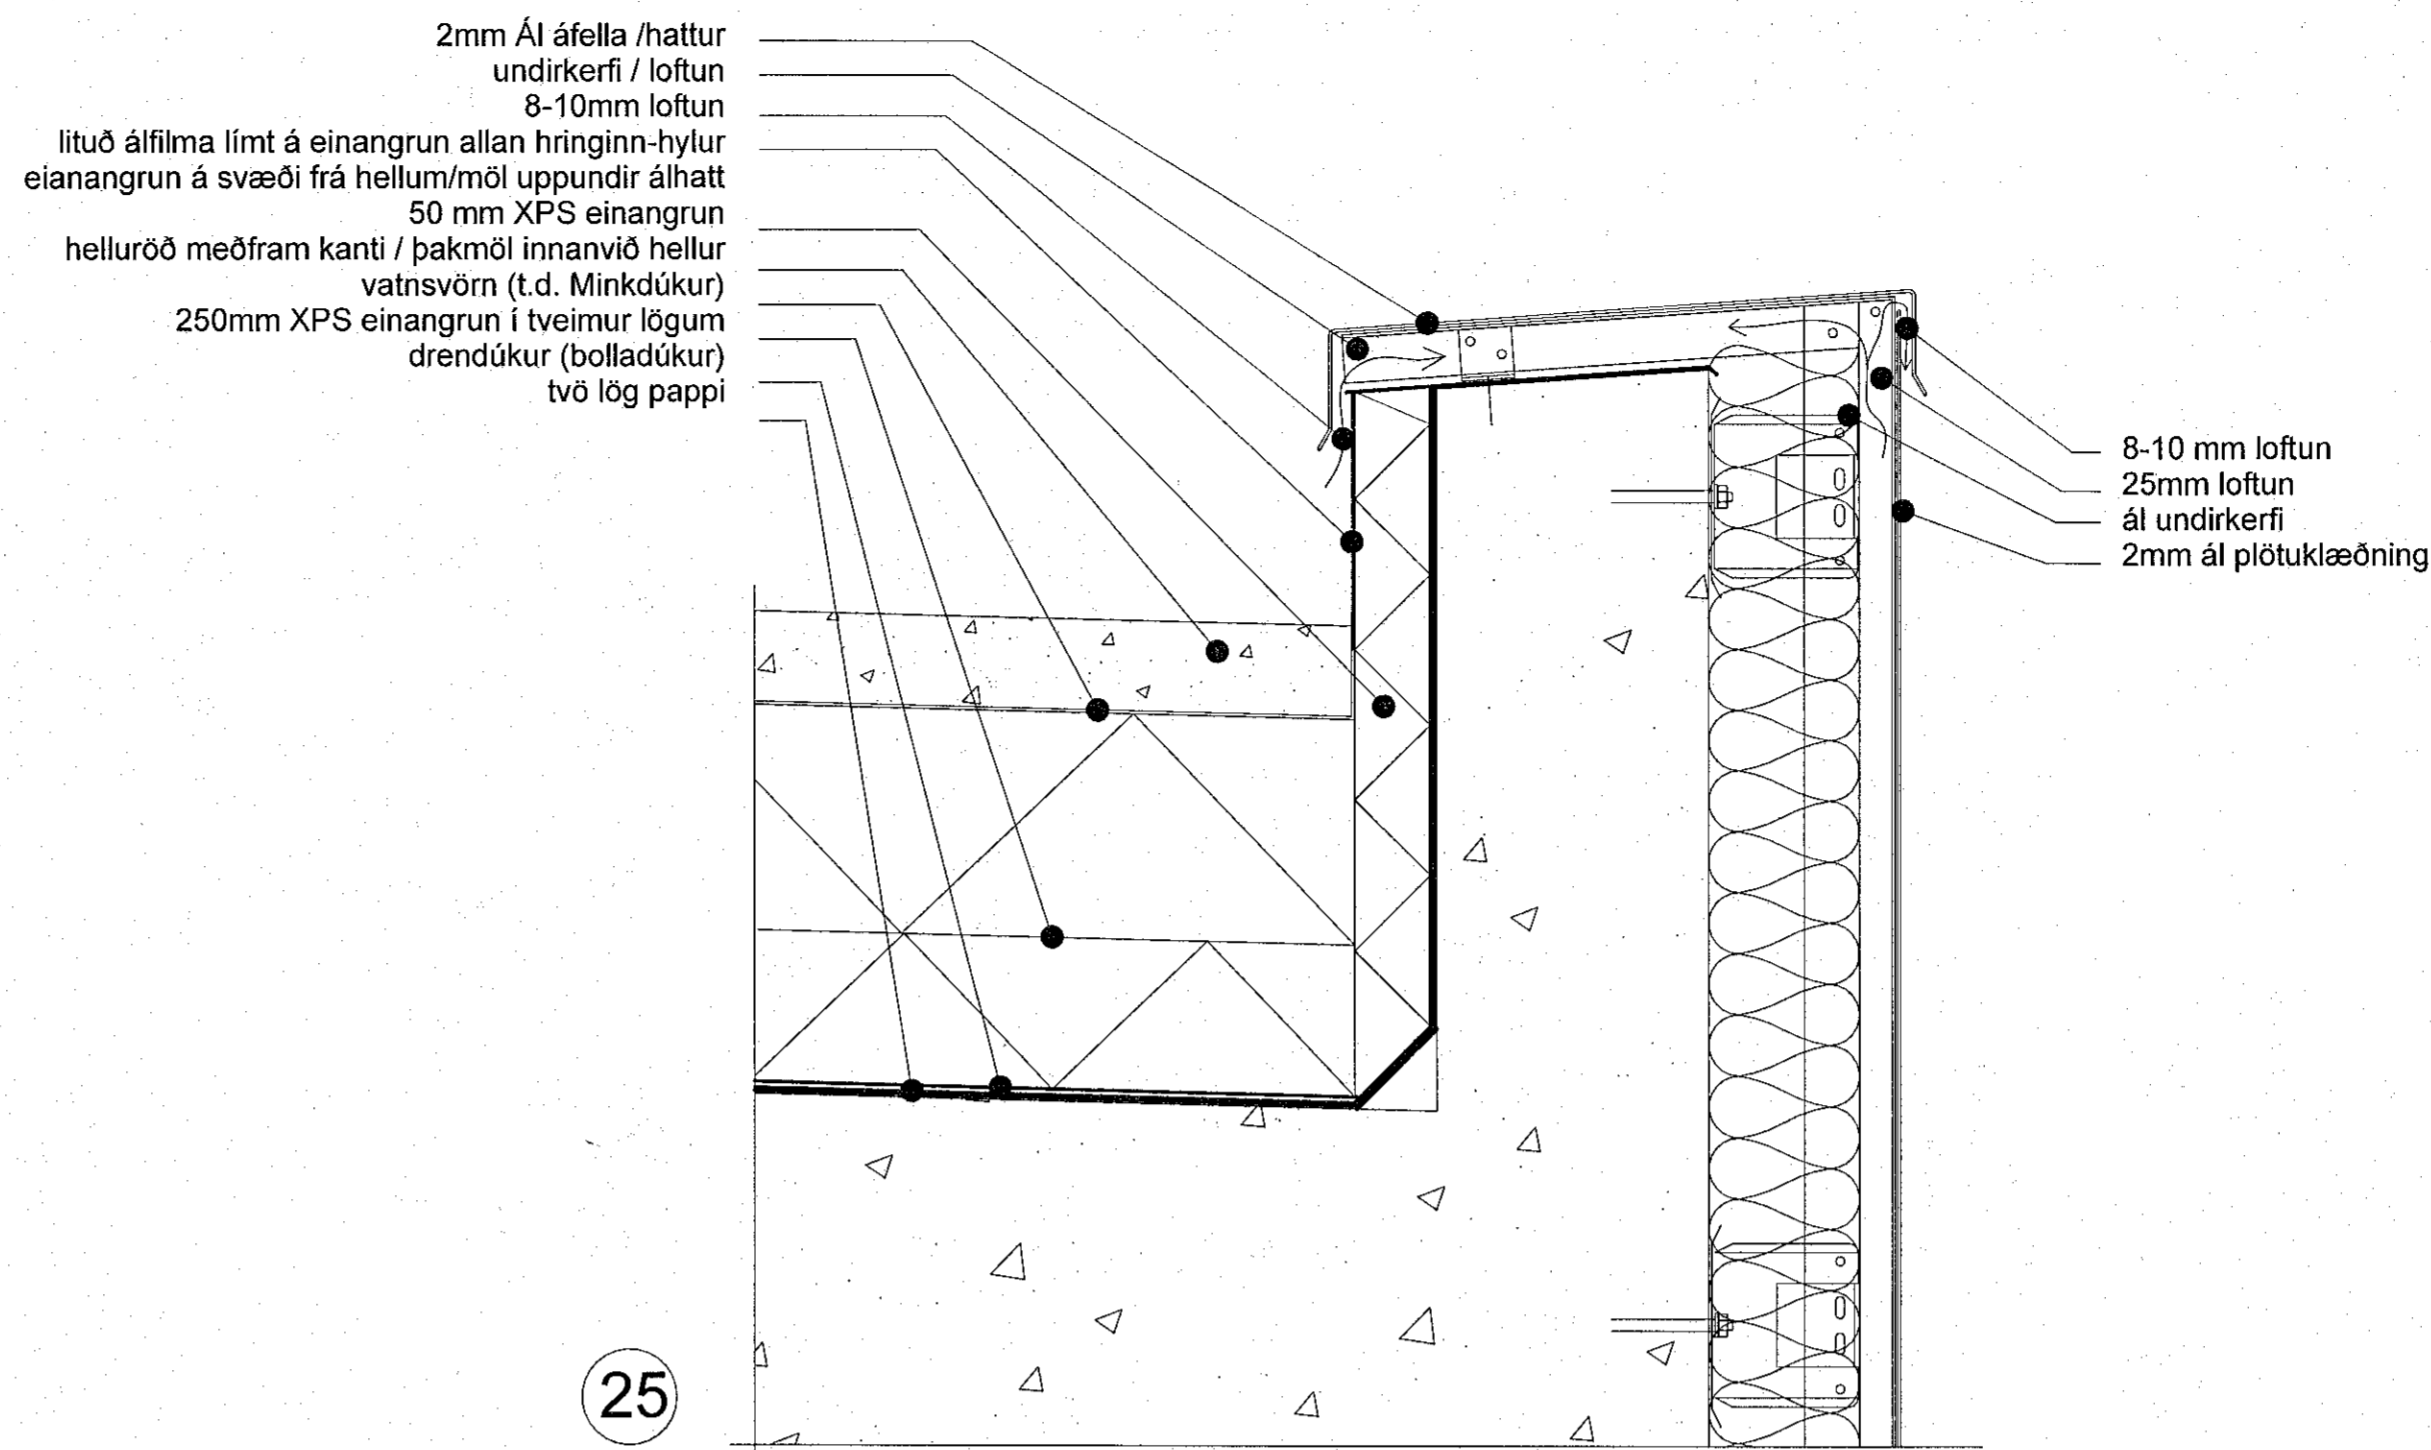 2mm Ál áfella /hattur
undirkerfi / loftun
8-10mm loftun
lituð álfilma límt á einangrun allan hringinn-hylur
eianangrun á svæði frá hellum/möl uppundir álhatt
50 mm XPS einangrun
helluröð meðfram kanti / þakmöl innanvið hellur
vatnsvörn (t.d. Minkdúkur)
250mm XPS einangrun í tveimur lögum
drendúkur (bolladúkur)
tvö lög pappi
8-10 mm loftun
25mm loftun
ál undirkerfi
2mm ál plötuklæðning
25